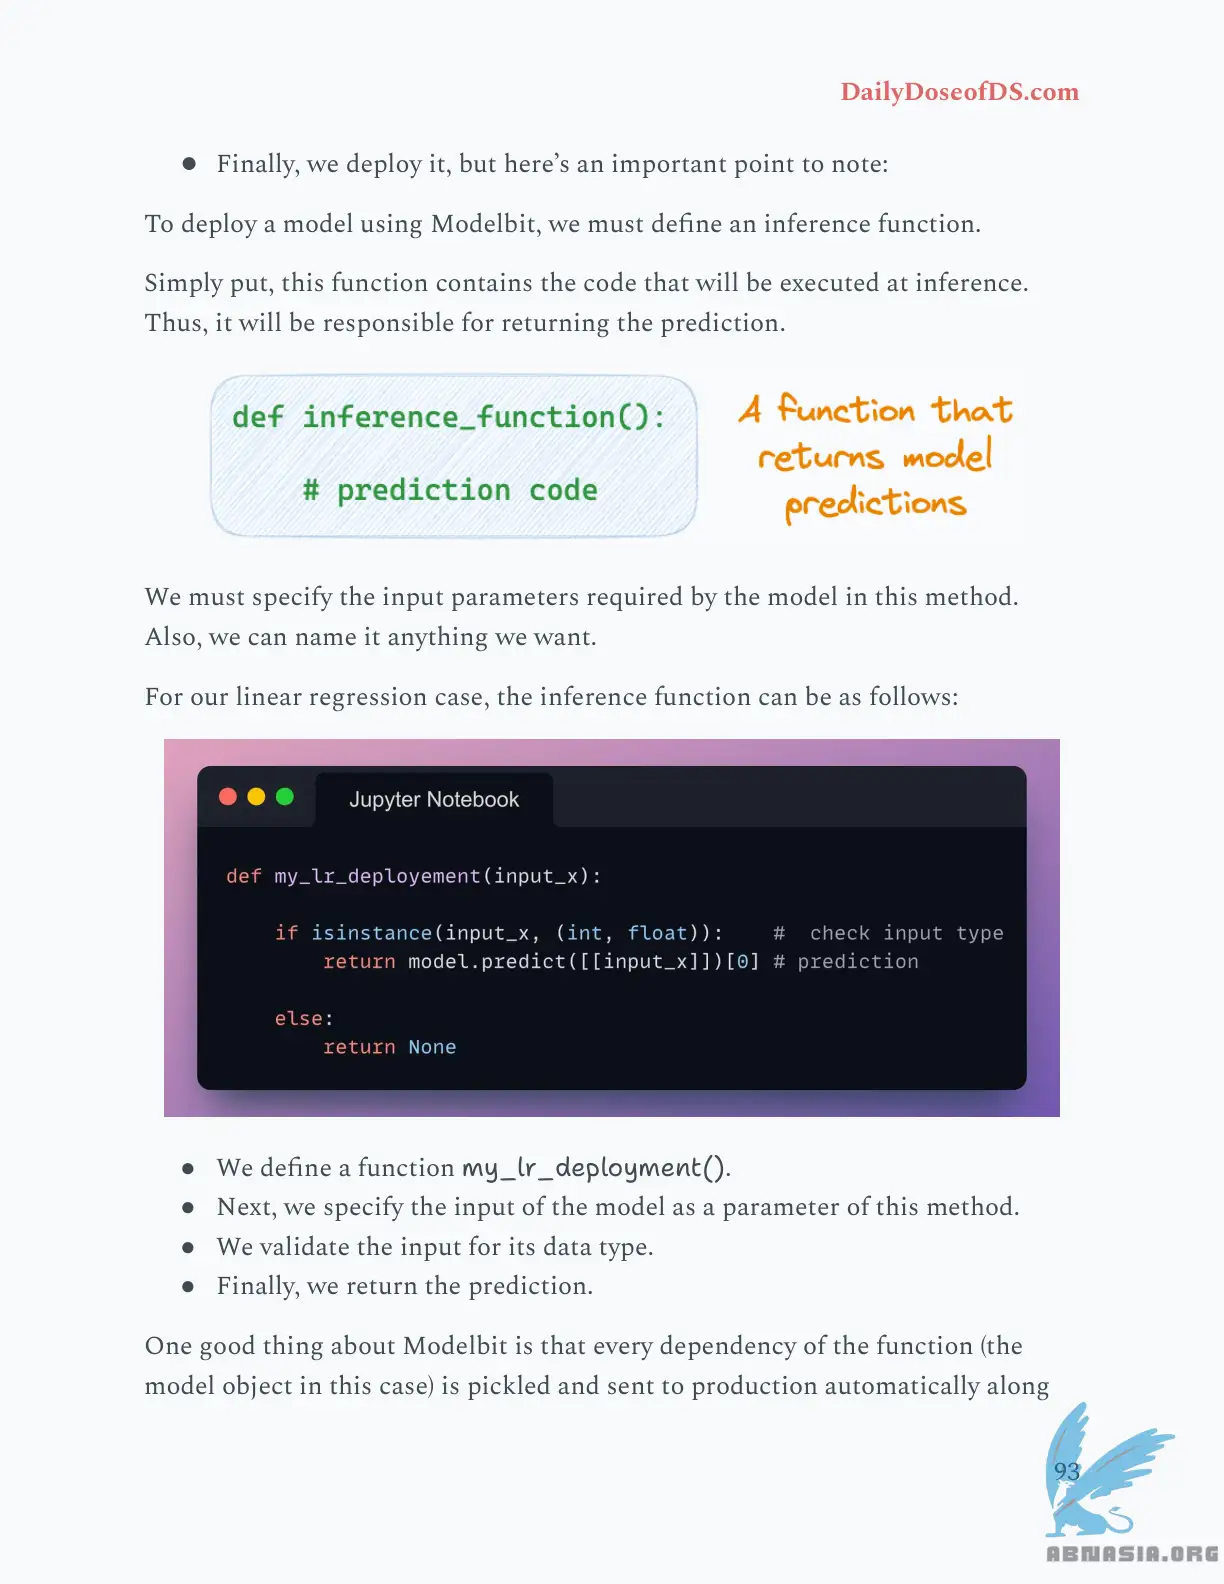 DailyDoseofDS.com
● Finally, we deploy it, but here’s an important point to note:
To deploy a model using Modelbit, we must define an inference function.
Simply put, this function contains the code that will be executed at inference.
Thus, it will be responsible for returning the prediction.
def inference_function():
# prediction code
A function that
returns model
predictions
We must specify the input parameters required by the model in this method.
Also, we can name it anything we want.
For our linear regression case, the inference function can be as follows:
Jupyter Notebook
def my_lr_deployement(input_x):
if isinstance(input_x, (int, float)): # check input type
return model.predict([[input_x]])[0] # prediction
else:
return None
● We define a function my_lr_deployment().
● Next, we specify the input of the model as a parameter of this method.
● We validate the input for its data type.
● Finally, we return the prediction.
One good thing about Modelbit is that every dependency of the function (the
model object in this case) is pickled and sent to production automatically along
93
ABNASIA.ORG